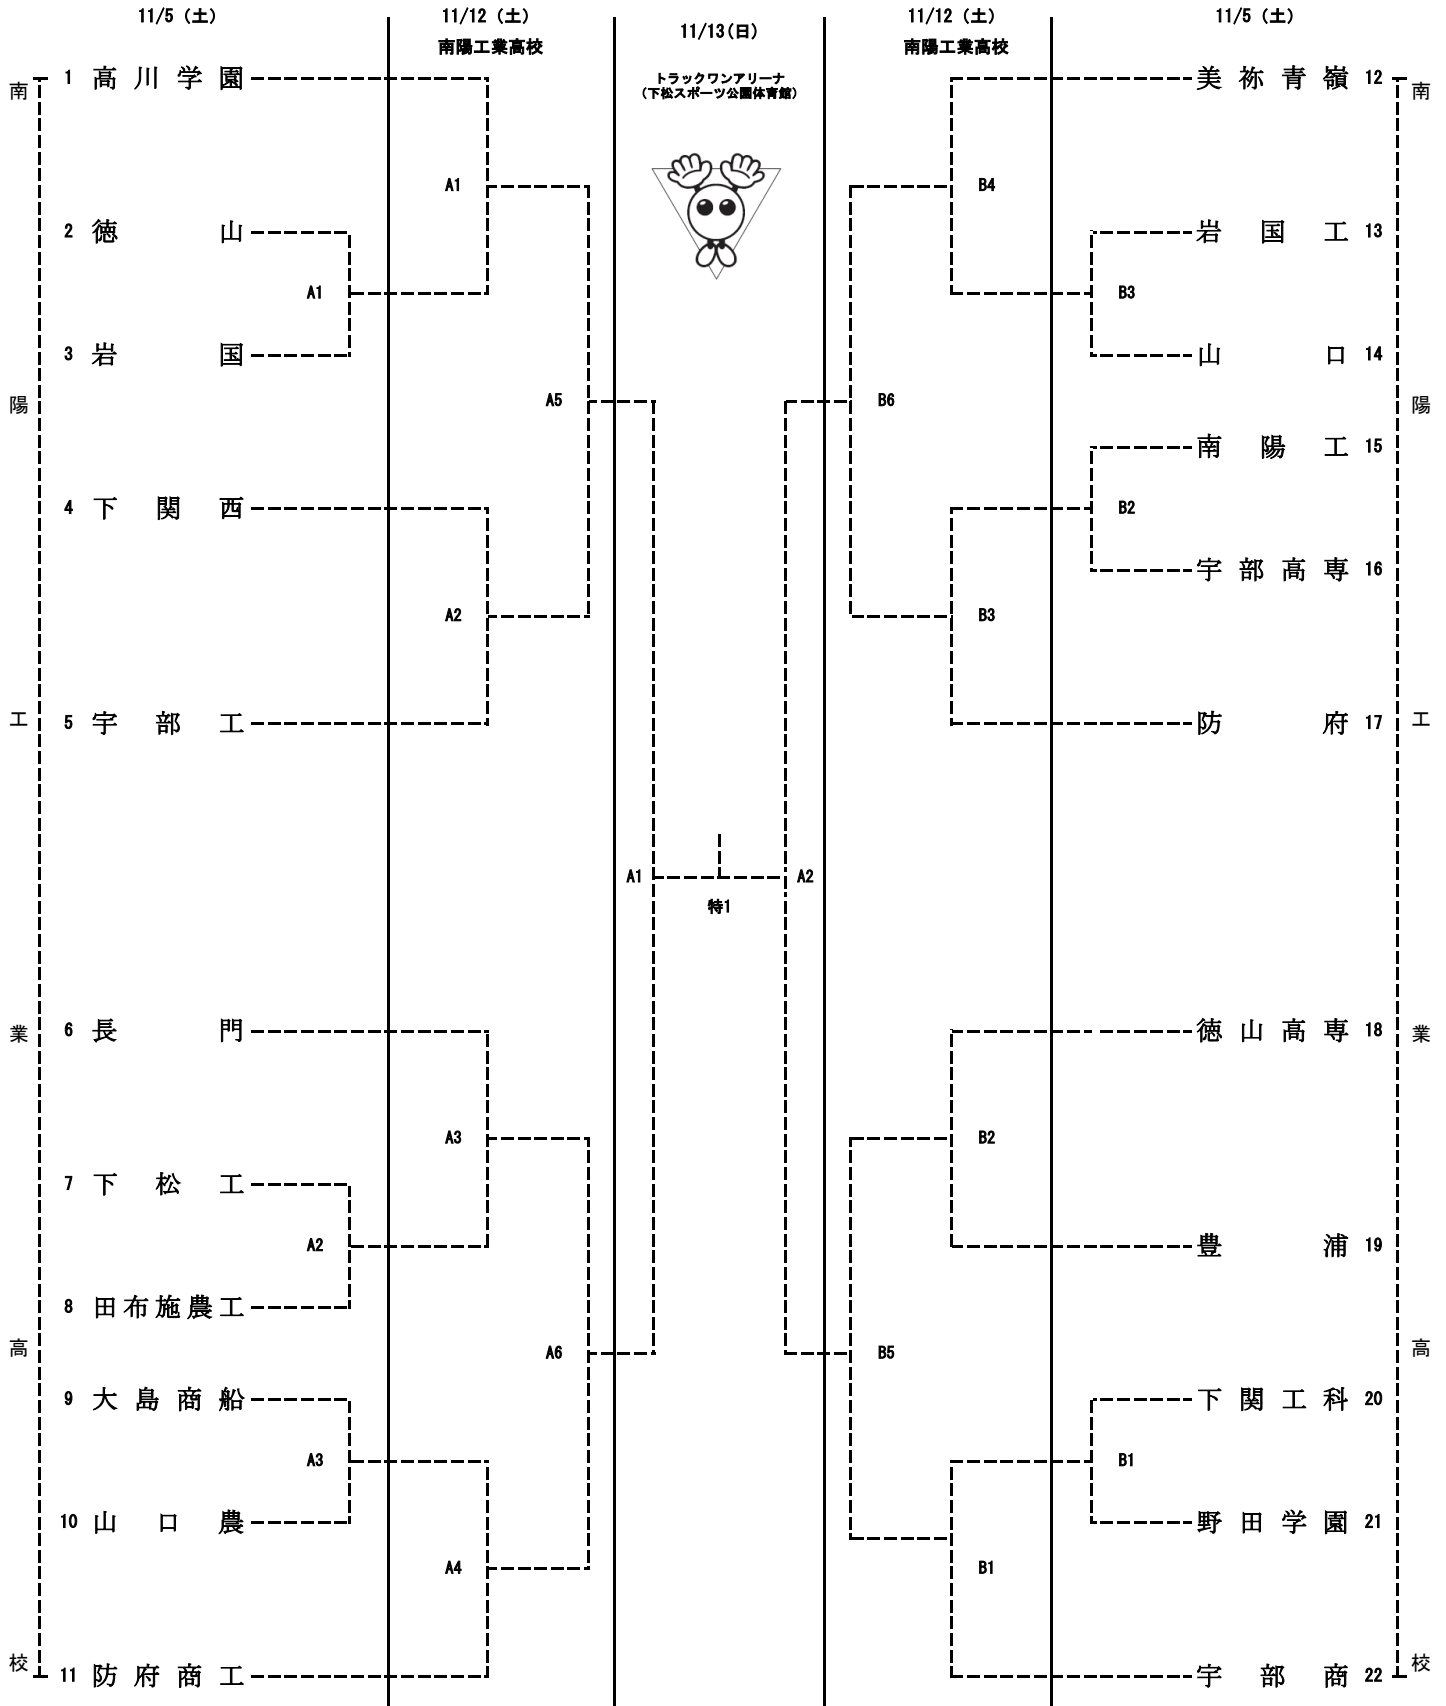 11/5（土）
11/12（土）
南陽工業高校
11/13(日)
トラックワンアリーナ
（下松スポーツ公園体育館）
11/12（土）
南陽工業高校
11/5（土）
南陽工業高校
1 高川学園
2 徳山
3 岩国
4 下関西
5 宇部工
6 長門
7 下松工
8 田布施農工
9 大島商船
10 山口農
11 防府商工
A1
A2
A3
A1
A2
A3
A4
A5
A6
A1
特1
A2
B6
B5
B4
B3
B2
B1
B3
B2
B1
美祢青嶺 12
岩国工 13
山口 14
南陽工 15
宇部高専 16
防府 17
徳山高専 18
豊浦 19
下関工科 20
野田学園 21
宇部商 22
南陽工業高校